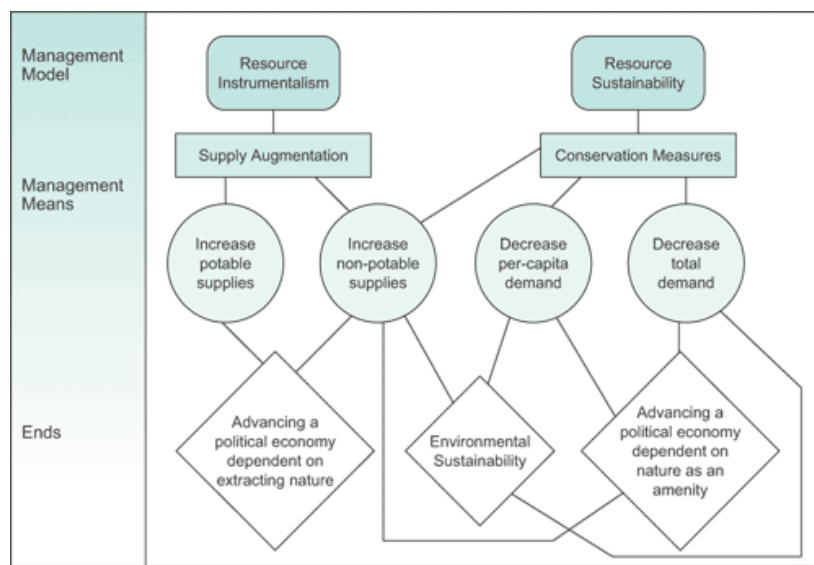 Management
Model
Resource
Instrumentalism
Resource
Sustainability
Supply Augmentation
Conservation Measures
Management
Means
Increase
potable
supplies
Increase
non-potable
supplies
Decrease
per-capita
demand
Decrease
total
demand
Ends
Advancing a
political economy
dependent on
extracting nature
Environmental
Sustainability
Advancing a
political economy
dependent on
nature as an
amenity